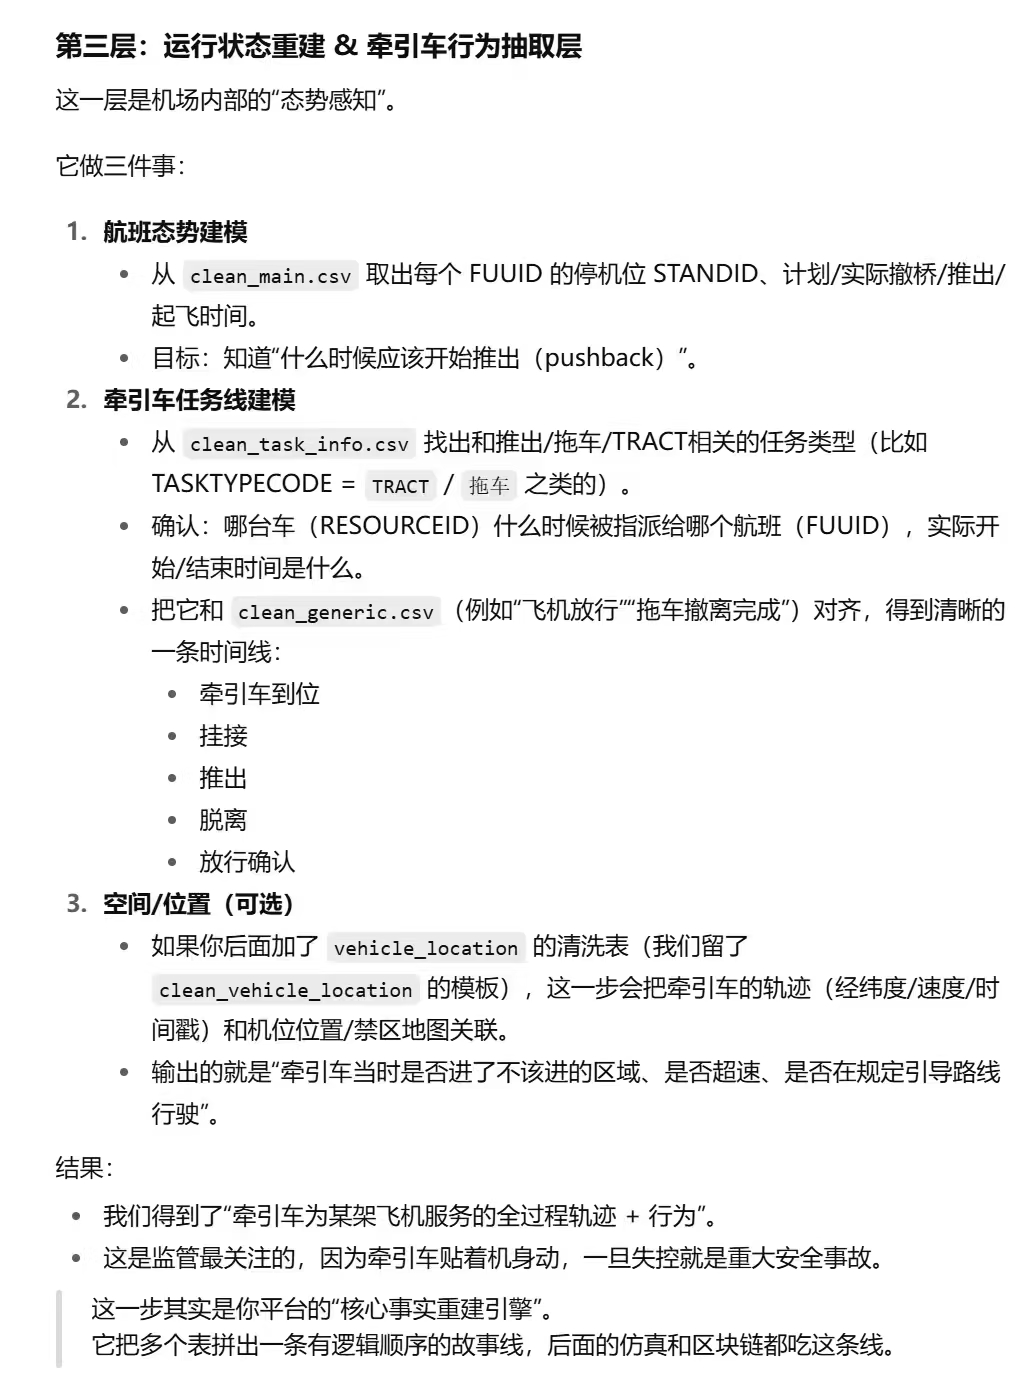 第三层：运行状态重建 & 牵引车行为抽取层
这一层是机场内部的“态势感知”。
它做三件事：
1. 航班态势建模
• 从 clean_main.csv 取出每个 FUUID 的停机位 STANDID、计划/实际撤桥/推出/
起飞时间。
• 目标：知道“什么时候应该开始推出（pushback）”。
2. 牵引车任务线建模
• 从 clean_task_info.csv 找出和推出/拖车/TRACT相关的任务类型（比如
TASKTYPECODE = TRACT / 拖车 之类的）。
• 确认：哪台车（RESOURCEID）什么时候被指派给哪个航班（FUUID），实际开
始/结束时间是什么。
• 把它和 clean_generic.csv（例如“飞机放行”“拖车撤离完成”）对齐，得到清晰的
一条时间线：
• 牵引车到位
• 挂接
• 推出
• 脱离
• 放行确认
3. 空间/位置（可选）
• 如果你后面加了 vehicle_location 的清洗表（我们留了
clean_vehicle_location 的模板），这一步会把牵引车的轨迹（经纬度/速度/时
间戳）和机位位置/禁区地图关联。
• 输出的就是“牵引车当时是否进了不该进的区域、是否超速、是否在规定引导路线
行驶”。
结果：
• 我们得到了“牵引车为某架飞机服务的全过程轨迹 + 行为”。
• 这是监管最关注的，因为牵引车贴着机身动，一旦失控就是重大安全事故。
这一步其实是你平台的“核心事实重建引擎”。
它把多个表拼出一条有逻辑顺序的故事线，后面的仿真和区块链都吃这条线。